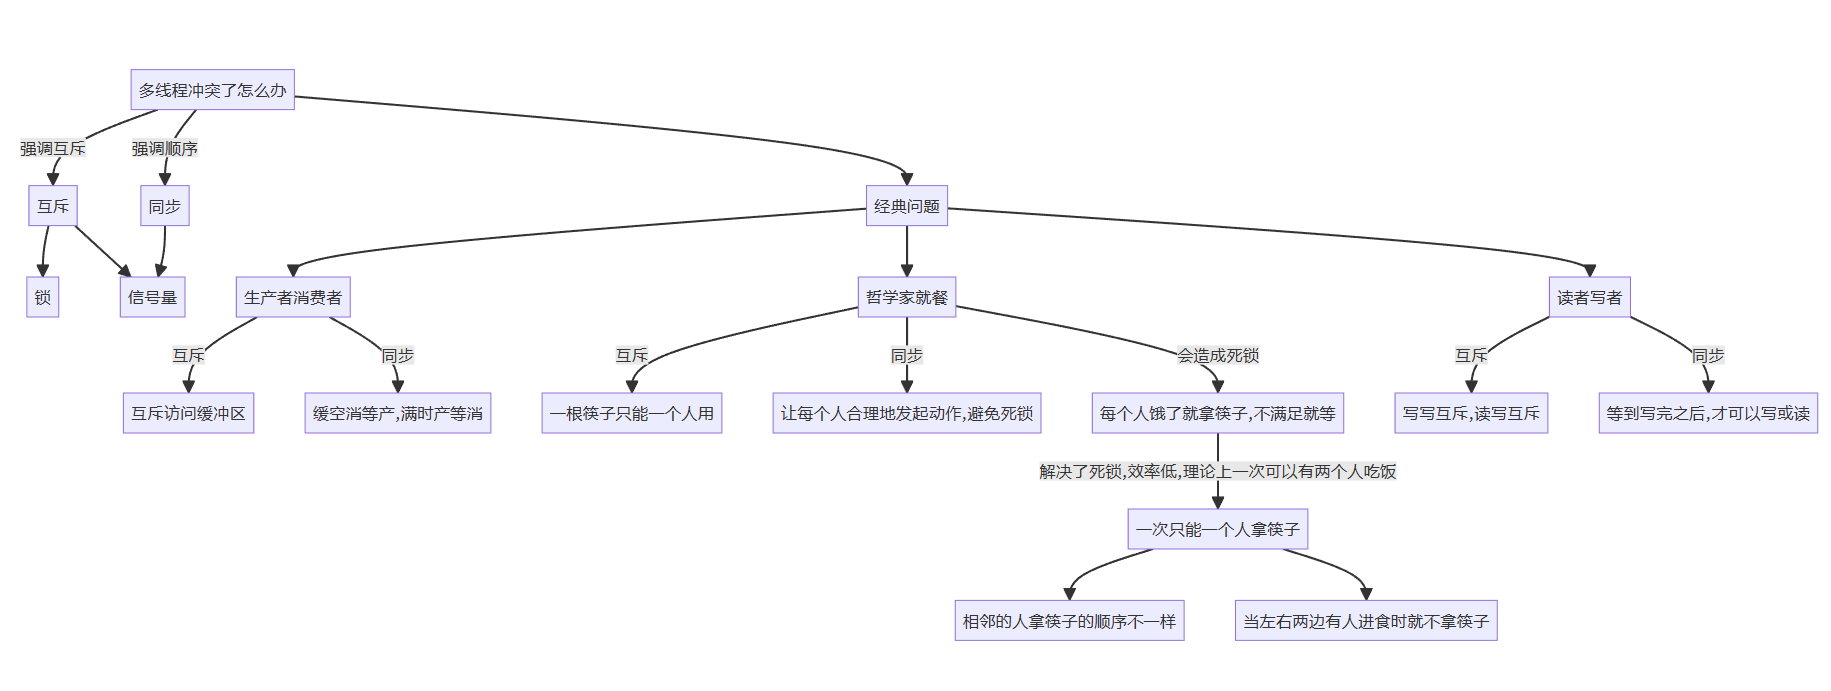 多线程冲突了怎么办
强调互斥
强调顺序
互斥
同步
经典问题
锁
信号量
生产者消费者
哲学家就餐
读者写者
互斥
同步
互斥
同步
会造成死锁
互斥
同步
互斥访问缓冲区
缓空消等产,满时产等消
一根筷子只能一个人用
让每个人合理地发起动作,避免死锁
每个人饿了就拿筷子,不满足就等
写写互斥,读写互斥
等到写完之后,才可以写或读
解决了死锁,效率低,理论上一次可以有两个人吃饭
一次只能一个人拿筷子
相邻的人拿筷子的顺序不一样
当左右两边有人进食时就不拿筷子